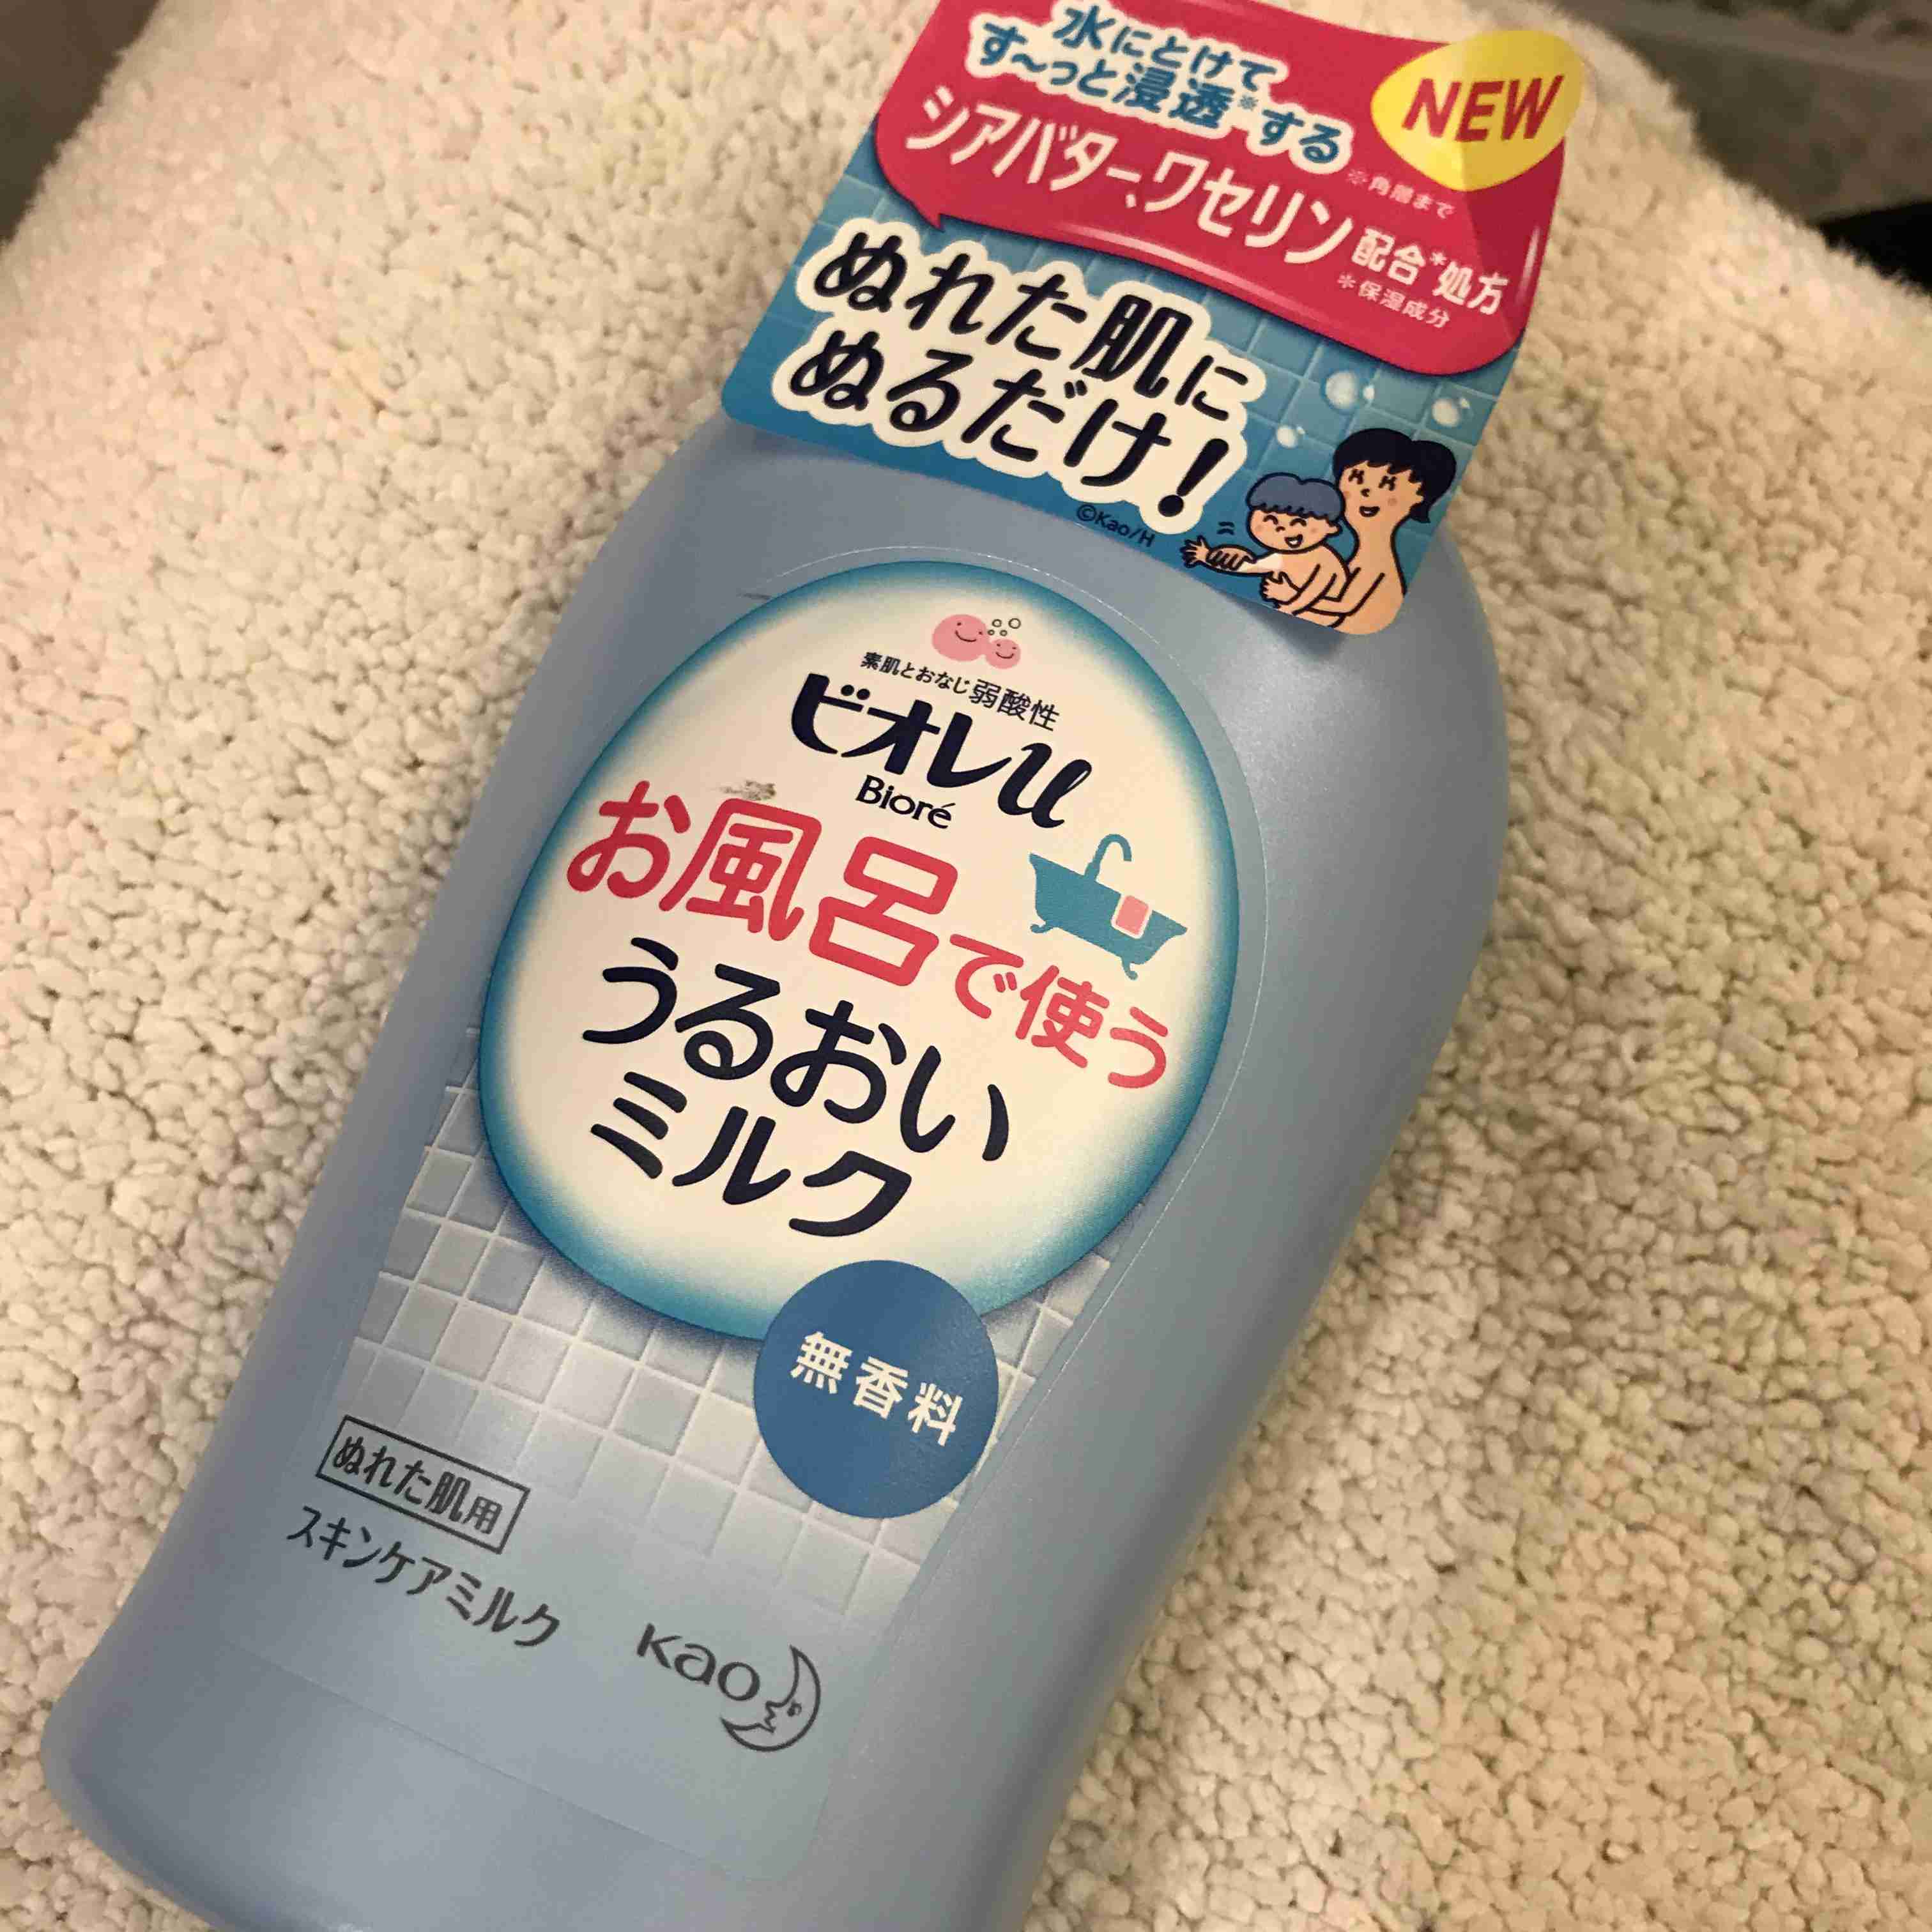 NEW
水にとけて
す〜っと浸透※する
※角層まで
シアバター、ワセリン配合*処方
*保湿成分
ぬれた肌に
ぬるだけ!
©Kao/H
素肌とおなじ弱酸性
ビオレu
Bioré
お風呂で使う
うるおい
ミルク
無香料
ぬれた肌用
スキンケアミルク
Kao